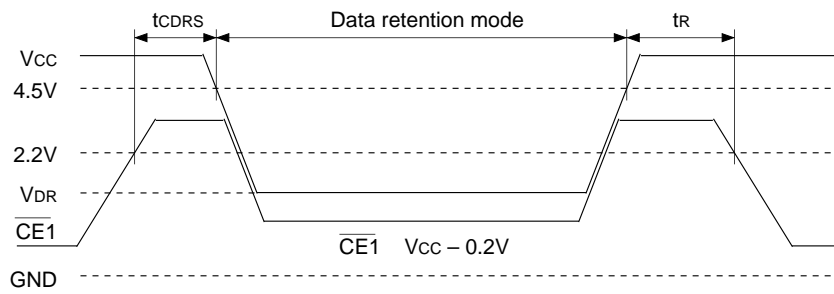 tCDRS Data retention mode tR
VCC
4.5V
2.2V
VDR
CE1
CE1 VCC – 0.2V
GND